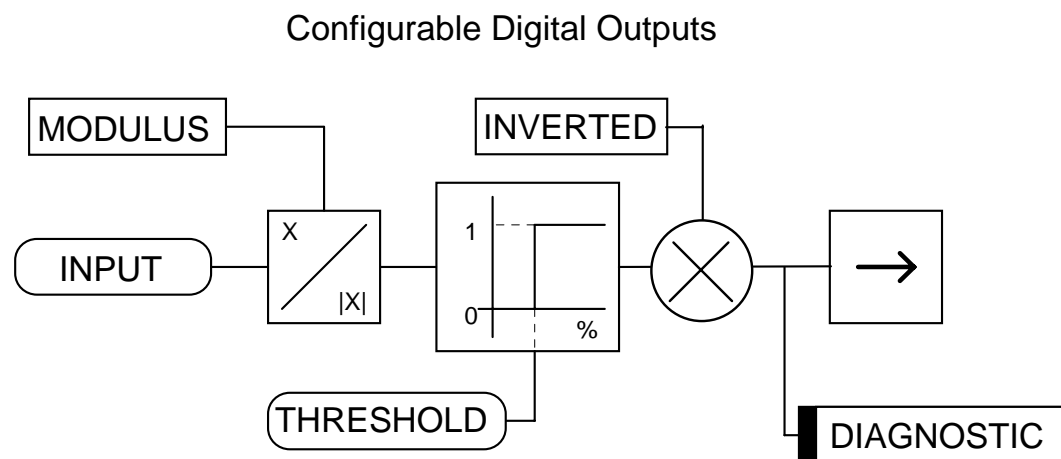 Configurable Digital Outputs
MODULUS
INVERTED
X
1
INPUT
|X|
0
%
THRESHOLD
DIAGNOSTIC